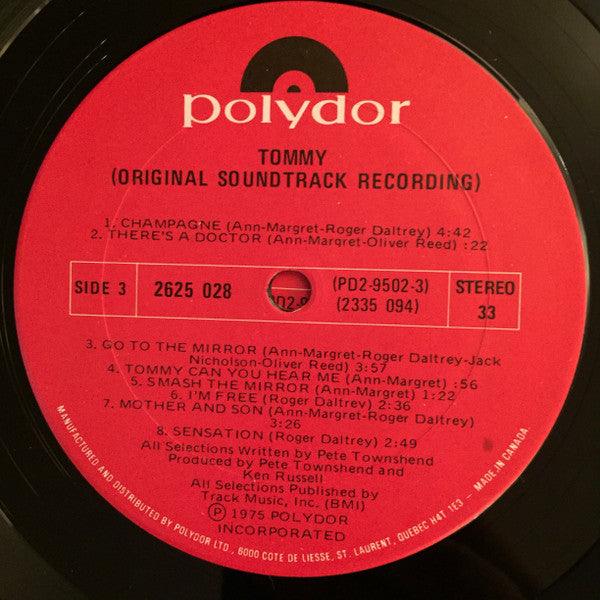 polydor
TOMMY
(ORIGINAL SOUNDTRACK RECORDING)
1. CHAMPAGNE (Ann-Margret-Roger Daltrey) 4:42
2. THERE'S A DOCTOR (Ann-Margret-Oliver Reed) :22
SIDE 3
2625 028
PD2-9
(PD2-9502-3)
(2335 094)
STEREO
33
3. GO TO THE MIRROR (Ann-Margret-Roger Daltrey-Jack
Nicholson-Oliver Reed) 3:57
4. TOMMY CAN YOU HEAR ME (Ann-Margret) :56
5. SMASH THE MIRROR (Ann-Margret) 1:22
6. I'M FREE (Roger Daltrey) 2:36
7. MOTHER AND SON (Ann-Margret-Roger Daltrey)
3:26
8. SENSATION (Roger Daltrey) 2:49
All Selections Written by Pete Townshend
Produced by Pete Townshend and
Ken Russell
All Selections Published by
Track Music, Inc. (BMI)
Ⓟ 1975 POLYDOR
INCORPORATED
MANUFACTURED AND DISTRIBUTED BY POLYDOR LTD., 6000 COTE DE LIESSE, ST. LAURENT, QUEBEC H4T 1E3 – MADE IN CANADA.